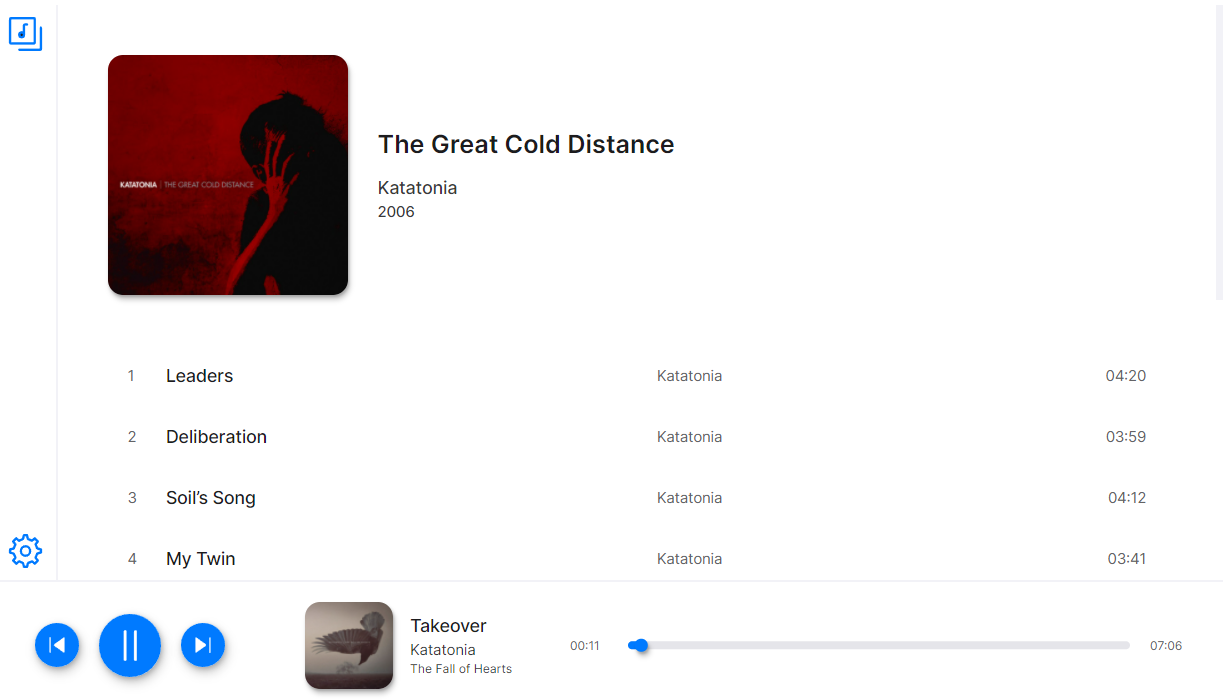 KATATONIA | THE GREAT COLD DISTANCE
The Great Cold Distance
Katatonia
2006
1 Leaders Katatonia 04:20
2 Deliberation Katatonia 03:59
3 Soil’s Song Katatonia 04:12
4 My Twin Katatonia 03:41
Takeover
Katatonia
The Fall of Hearts
00:11 07:06